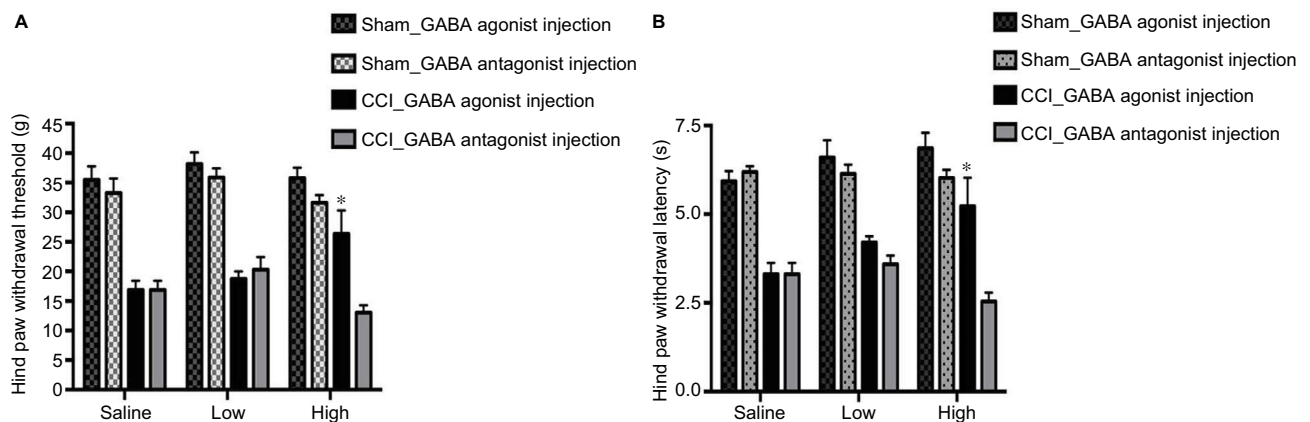 A
Sham_GABA agonist injection
Sham_GABA antagonist injection
CCI_GABA agonist injection
CCI_GABA antagonist injection
Hind paw withdrawal threshold (g)
45
40
35
30
25
20
15
10
5
0
*
Saline Low High
B
Sham_GABA agonist injection
Sham_GABA antagonist injection
CCI_GABA agonist injection
CCI_GABA antagonist injection
Hind paw withdrawal latency (s)
7.5
5.0
2.5
0.0
*
Saline Low High